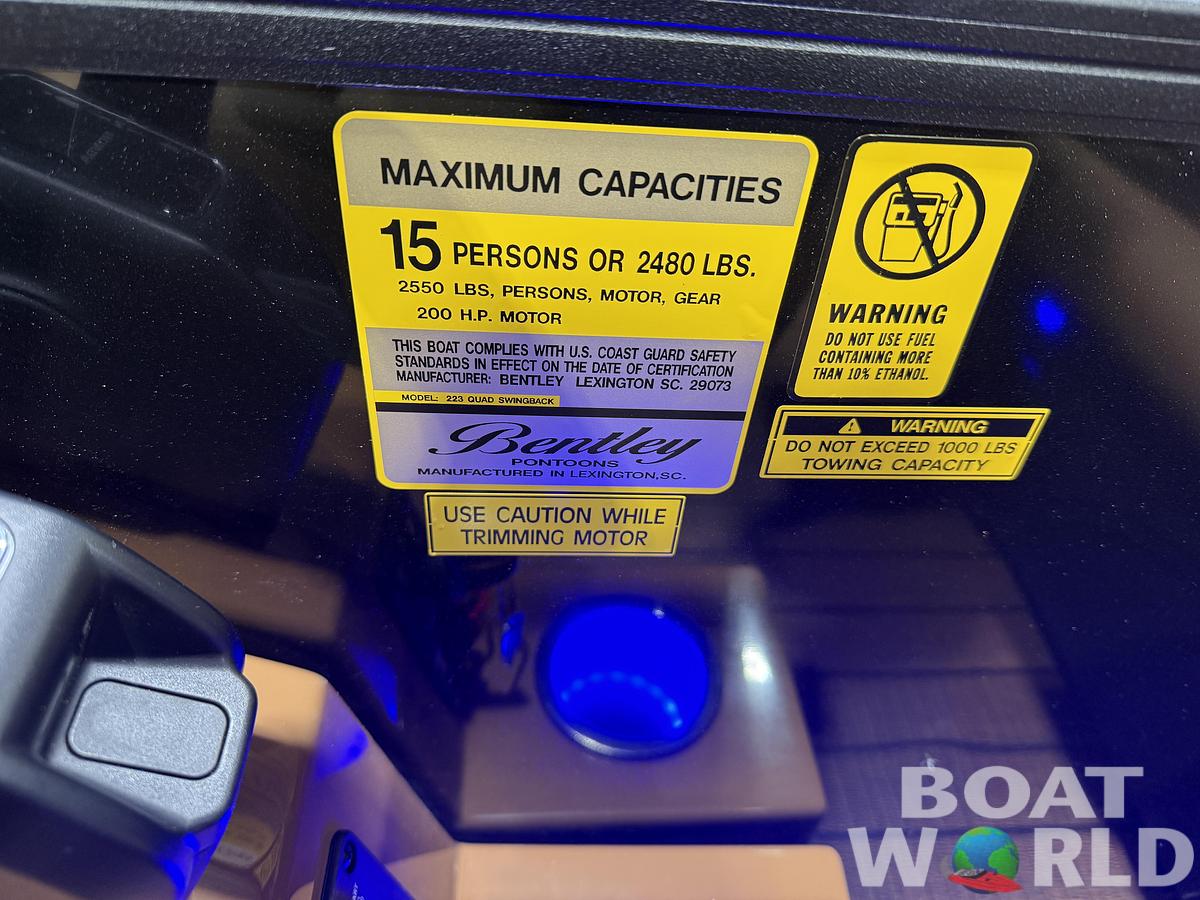 MAXIMUM CAPACITIES
15 PERSONS OR 2480 LBS.
2550 LBS, PERSONS, MOTOR, GEAR
200 H.P. MOTOR
THIS BOAT COMPLIES WITH U.S. COAST GUARD SAFETY
STANDARDS IN EFFECT ON THE DATE OF CERTIFICATION
MANUFACTURER: BENTLEY LEXINGTON SC. 29073
MODEL: 223 QUAD SWINGBACK
Bentley
PONTOONS
MANUFACTURED IN LEXINGTON,SC.
USE CAUTION WHILE
TRIMMING MOTOR
WARNING
DO NOT USE FUEL
CONTAINING MORE
THAN 10% ETHANOL.
WARNING
DO NOT EXCEED 1000 LBS
TOWING CAPACITY
BOAT
WORLD